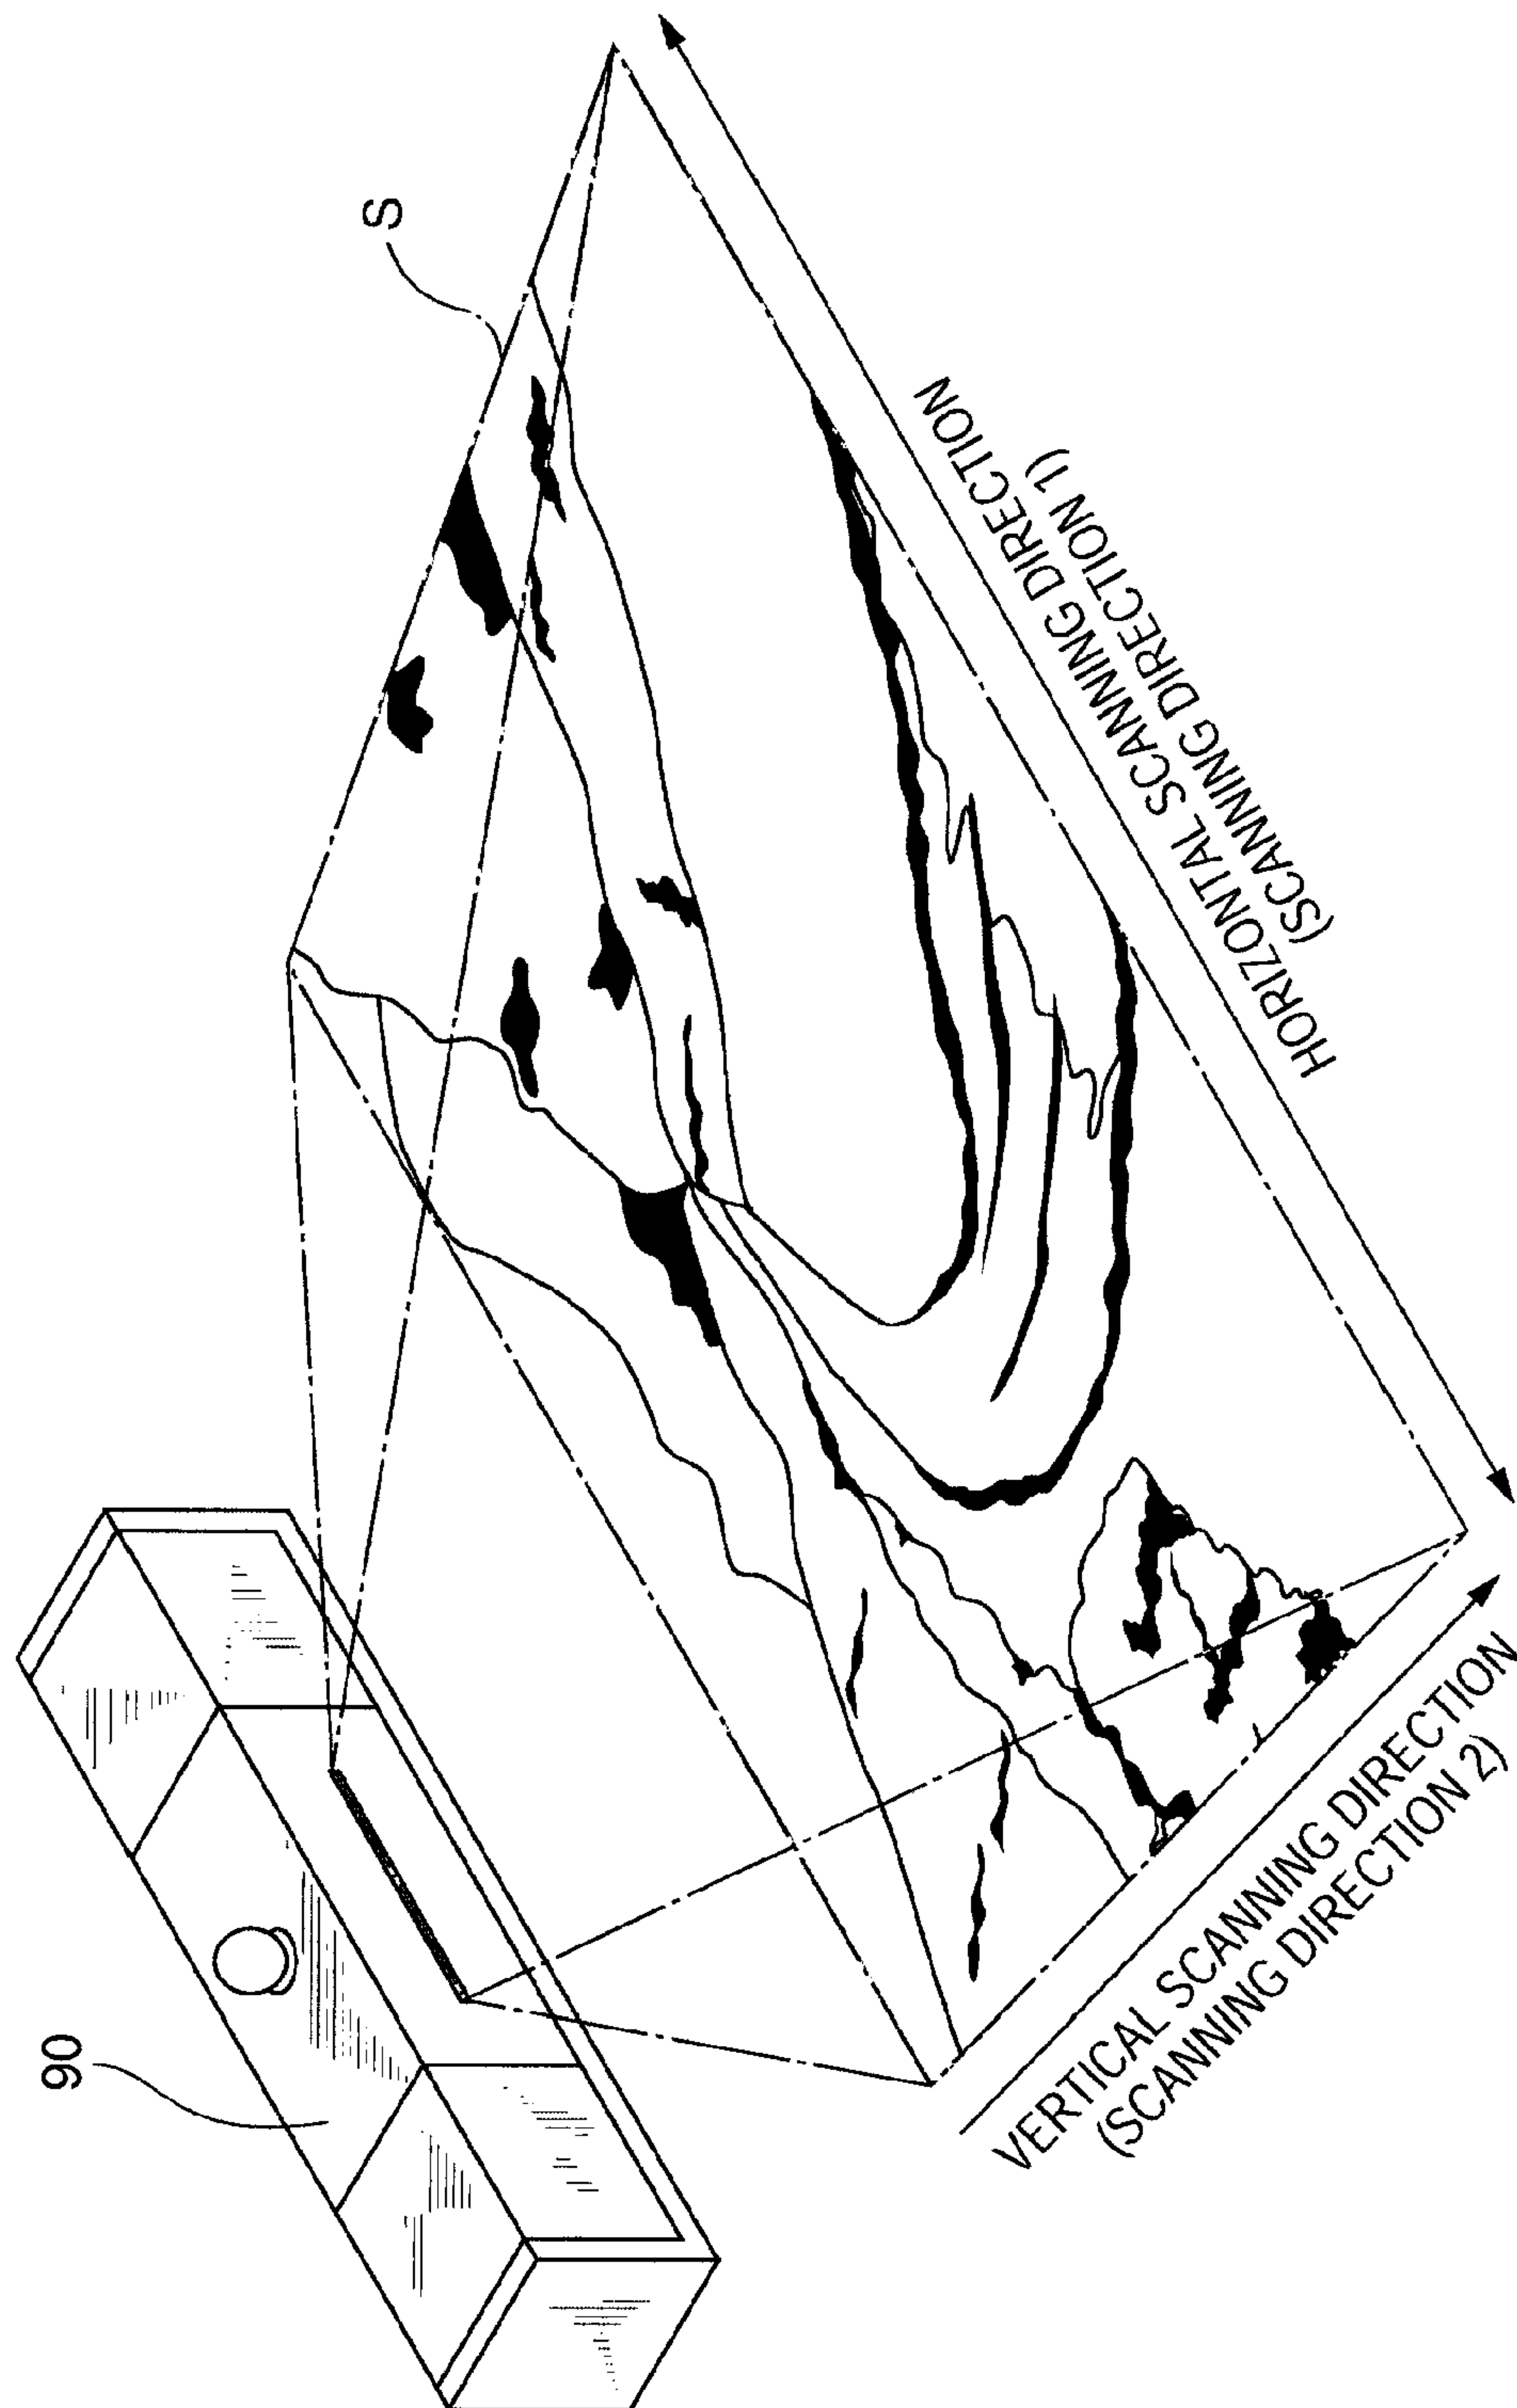 S
90
HORIZONTAL SCANNING DIRECTION
(SCANNING DIRECTION 1)
VERTICAL SCANNING DIRECTION
(SCANNING DIRECTION 2)